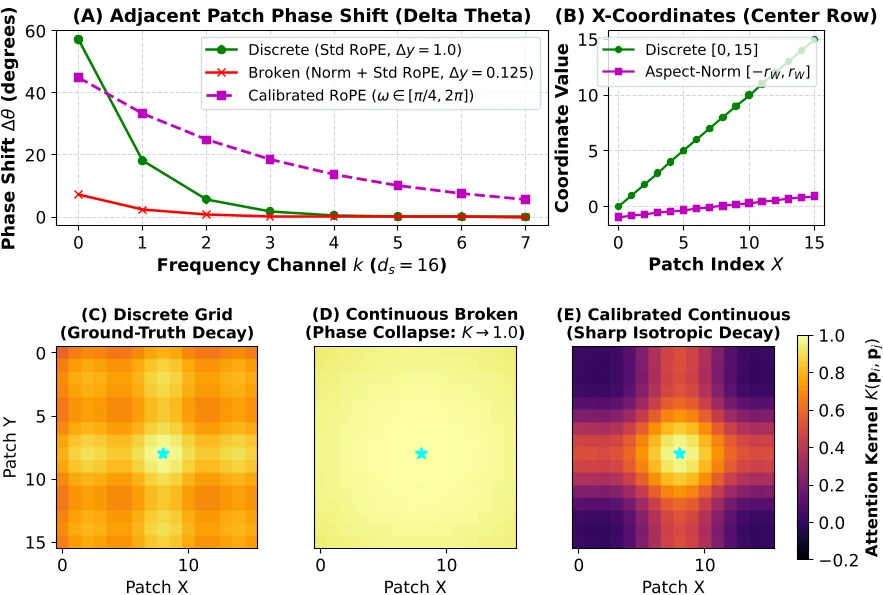 (A) Adjacent Patch Phase Shift (Delta Theta)
Phase Shift Δθ (degrees)
60
40
20
0
Discrete (Std RoPE, Δy = 1.0)
Broken (Norm + Std RoPE, Δy = 0.125)
Calibrated RoPE (ω ∈ [π/4, 2π])
0 1 2 3 4 5 6 7
Frequency Channel k (d_s = 16)
(B) X-Coordinates (Center Row)
Coordinate Value
15
10
5
0
Discrete [0, 15]
Aspect-Norm [−r_W, r_W]
0 5 10 15
Patch Index X
(C) Discrete Grid
(Ground-Truth Decay)
Patch Y
0
5
10
15
0 10
Patch X
(D) Continuous Broken
(Phase Collapse: K → 1.0)
0 10
Patch X
(E) Calibrated Continuous
(Sharp Isotropic Decay)
0 10
Patch X
1.0
0.8
0.6
0.4
0.2
0.0
−0.2
Attention Kernel K(p_i, p_j)